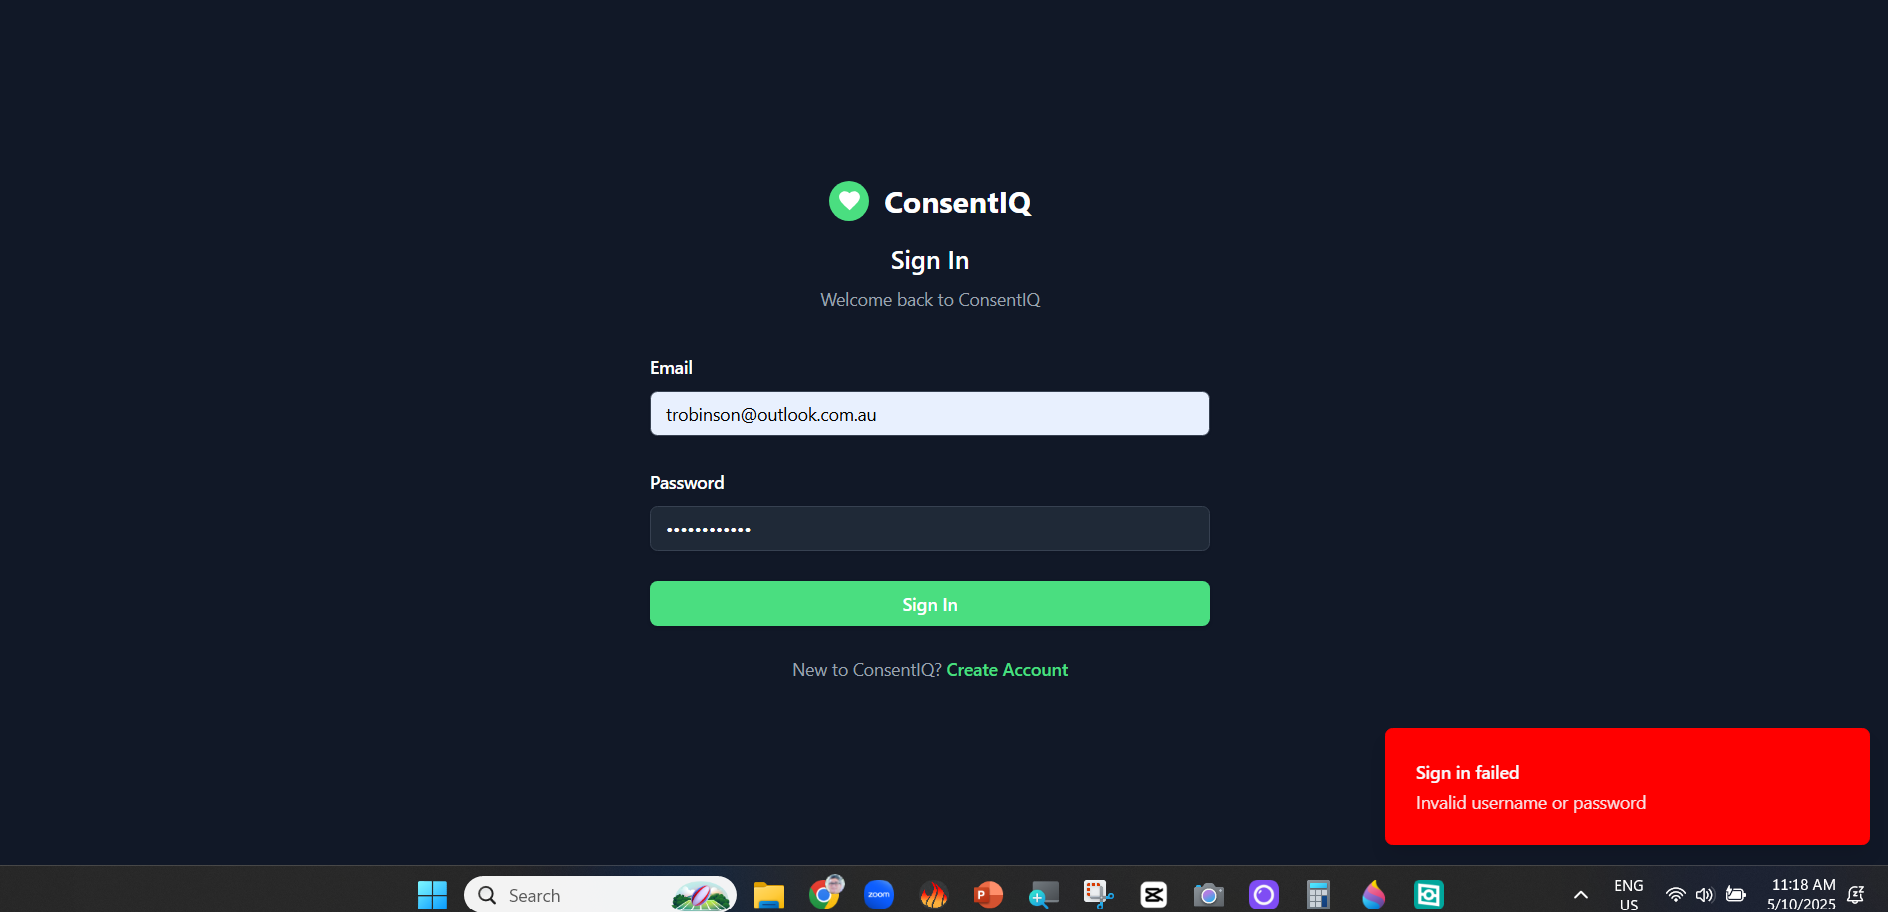 ConsentIQ
Sign In
Welcome back to ConsentIQ
Email
trobinson@outlook.com.au
Password
••••••••••••
Sign In
New to ConsentIQ? Create Account
Sign in failed
Invalid username or password
Search
zoom
P
ENG
US
11:18 AM
5/10/2025